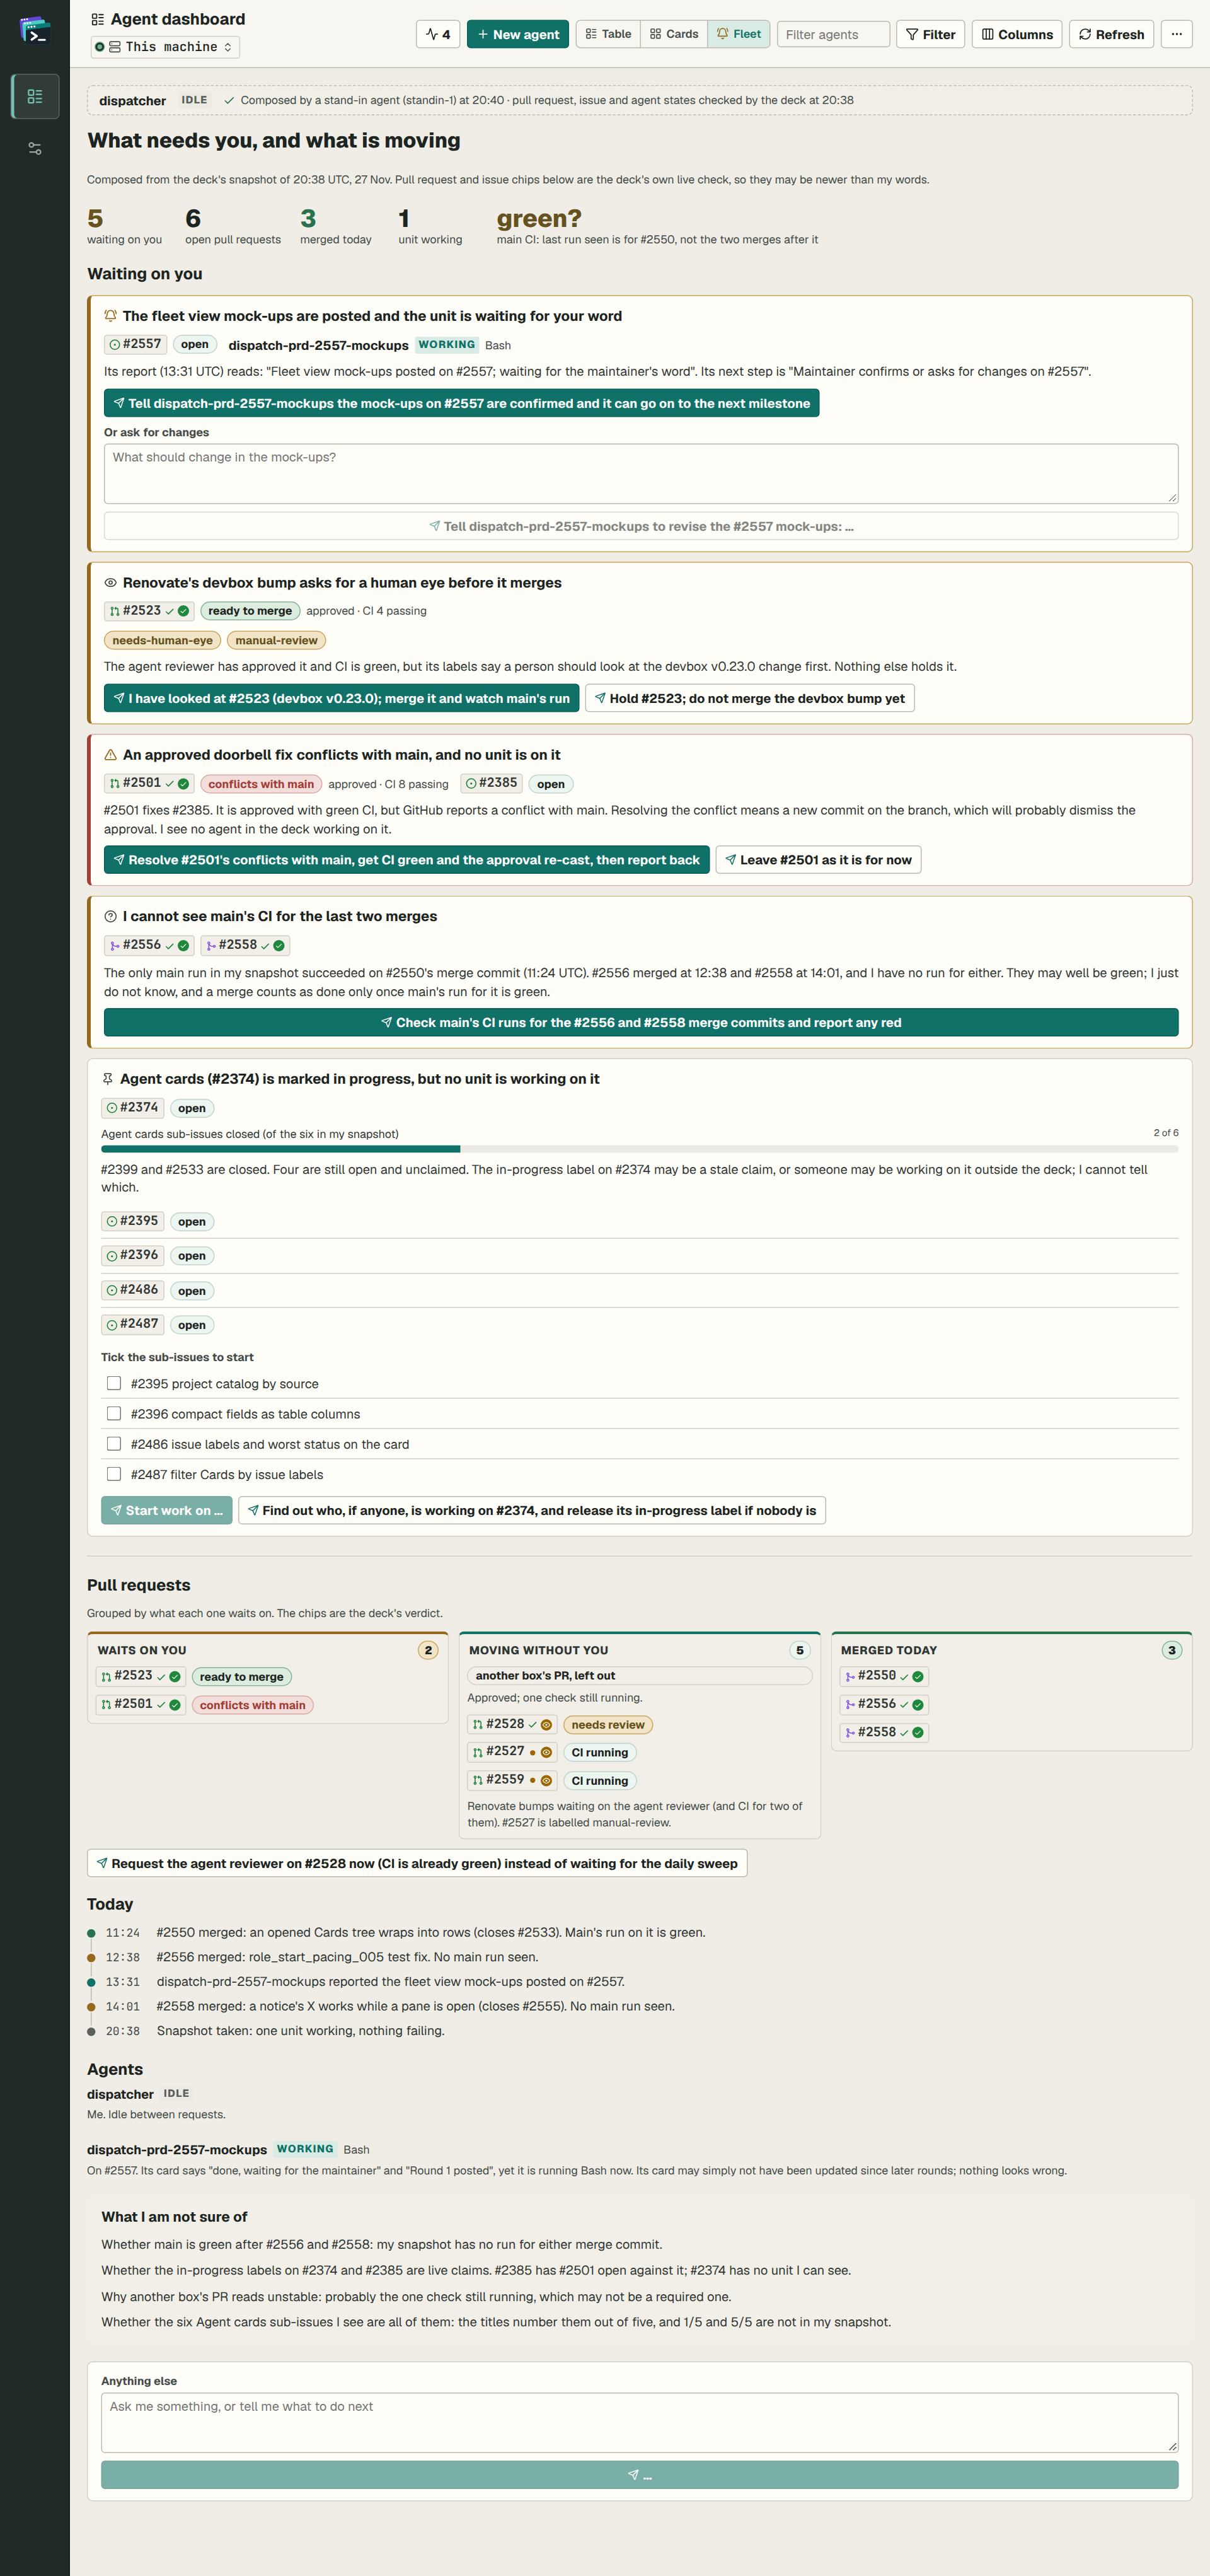 Agent dashboard
This machine
4
New agent
Table
Cards
Fleet
Filter agents
Filter
Columns
Refresh
...
dispatcher IDLE Composed by a stand-in agent (standin-1) at 20:40 · pull request, issue and agent states checked by the deck at 20:38
What needs you, and what is moving
Composed from the deck's snapshot of 20:38 UTC, 27 Nov. Pull request and issue chips below are the deck's own live check, so they may be newer than my words.
5
waiting on you
6
open pull requests
3
merged today
1
unit working
green?
main CI: last run seen is for #2550, not the two merges after it
Waiting on you
The fleet view mock-ups are posted and the unit is waiting for your word
#2557 open dispatch-prd-2557-mockups WORKING Bash
Its report (13:31 UTC) reads: "Fleet view mock-ups posted on #2557; waiting for the maintainer's word". Its next step is "Maintainer confirms or asks for changes on #2557".
Tell dispatch-prd-2557-mockups the mock-ups on #2557 are confirmed and it can go on to the next milestone
Or ask for changes
What should change in the mock-ups?
Tell dispatch-prd-2557-mockups to revise the #2557 mock-ups: ...
Renovate's devbox bump asks for a human eye before it merges
#2523 ready to merge approved · CI 4 passing
needs-human-eye manual-review
The agent reviewer has approved it and CI is green, but its labels say a person should look at the devbox v0.23.0 change first. Nothing else holds it.
I have looked at #2523 (devbox v0.23.0); merge it and watch main's run
Hold #2523; do not merge the devbox bump yet
An approved doorbell fix conflicts with main, and no unit is on it
#2501 conflicts with main approved · CI 8 passing #2385 open
#2501 fixes #2385. It is approved with green CI, but GitHub reports a conflict with main. Resolving the conflict means a new commit on the branch, which will probably dismiss the
approval. I see no agent in the deck working on it.
Resolve #2501's conflicts with main, get CI green and the approval re-cast, then report back
Leave #2501 as it is for now
I cannot see main's CI for the last two merges
#2556 #2558
The only main run in my snapshot succeeded on #2550's merge commit (11:24 UTC). #2556 merged at 12:38 and #2558 at 14:01, and I have no run for either. They may well be green; I just
do not know, and a merge counts as done only once main's run for it is green.
Check main's CI runs for the #2556 and #2558 merge commits and report any red
Agent cards (#2374) is marked in progress, but no unit is working on it
#2374 open
Agent cards sub-issues closed (of the six in my snapshot) 2 of 6
#2399 and #2533 are closed. Four are still open and unclaimed. The in-progress label on #2374 may be a stale claim, or someone may be working on it outside the deck; I cannot tell
which.
#2395 open
#2396 open
#2486 open
#2487 open
Tick the sub-issues to start
#2395 project catalog by source
#2396 compact fields as table columns
#2486 issue labels and worst status on the card
#2487 filter Cards by issue labels
Start work on ...
Find out who, if anyone, is working on #2374, and release its in-progress label if nobody is
Pull requests
Grouped by what each one waits on. The chips are the deck's verdict.
WAITS ON YOU 2
#2523 ready to merge
#2501 conflicts with main
MOVING WITHOUT YOU 5
another box's PR, left out
Approved; one check still running.
#2528 needs review
#2527 CI running
#2559 CI running
Renovate bumps waiting on the agent reviewer (and CI for two of
them). #2527 is labelled manual-review.
MERGED TODAY 3
#2550
#2556
#2558
Request the agent reviewer on #2528 now (CI is already green) instead of waiting for the daily sweep
Today
11:24 #2550 merged: an opened Cards tree wraps into rows (closes #2533). Main's run on it is green.
12:38 #2556 merged: role_start_pacing_005 test fix. No main run seen.
13:31 dispatch-prd-2557-mockups reported the fleet view mock-ups posted on #2557.
14:01 #2558 merged: a notice's X works while a pane is open (closes #2555). No main run seen.
20:38 Snapshot taken: one unit working, nothing failing.
Agents
dispatcher IDLE
Me. Idle between requests.
dispatch-prd-2557-mockups WORKING Bash
On #2557. Its card says "done, waiting for the maintainer" and "Round 1 posted", yet it is running Bash now. Its card may simply not have been updated since later rounds; nothing looks wrong.
What I am not sure of
Whether main is green after #2556 and #2558: my snapshot has no run for either merge commit.
Whether the in-progress labels on #2374 and #2385 are live claims. #2385 has #2501 open against it; #2374 has no unit I can see.
Why another box's PR reads unstable: probably the one check still running, which may not be a required one.
Whether the six Agent cards sub-issues I see are all of them: the titles number them out of five, and 1/5 and 5/5 are not in my snapshot.
Anything else
Ask me something, or tell me what to do next
...